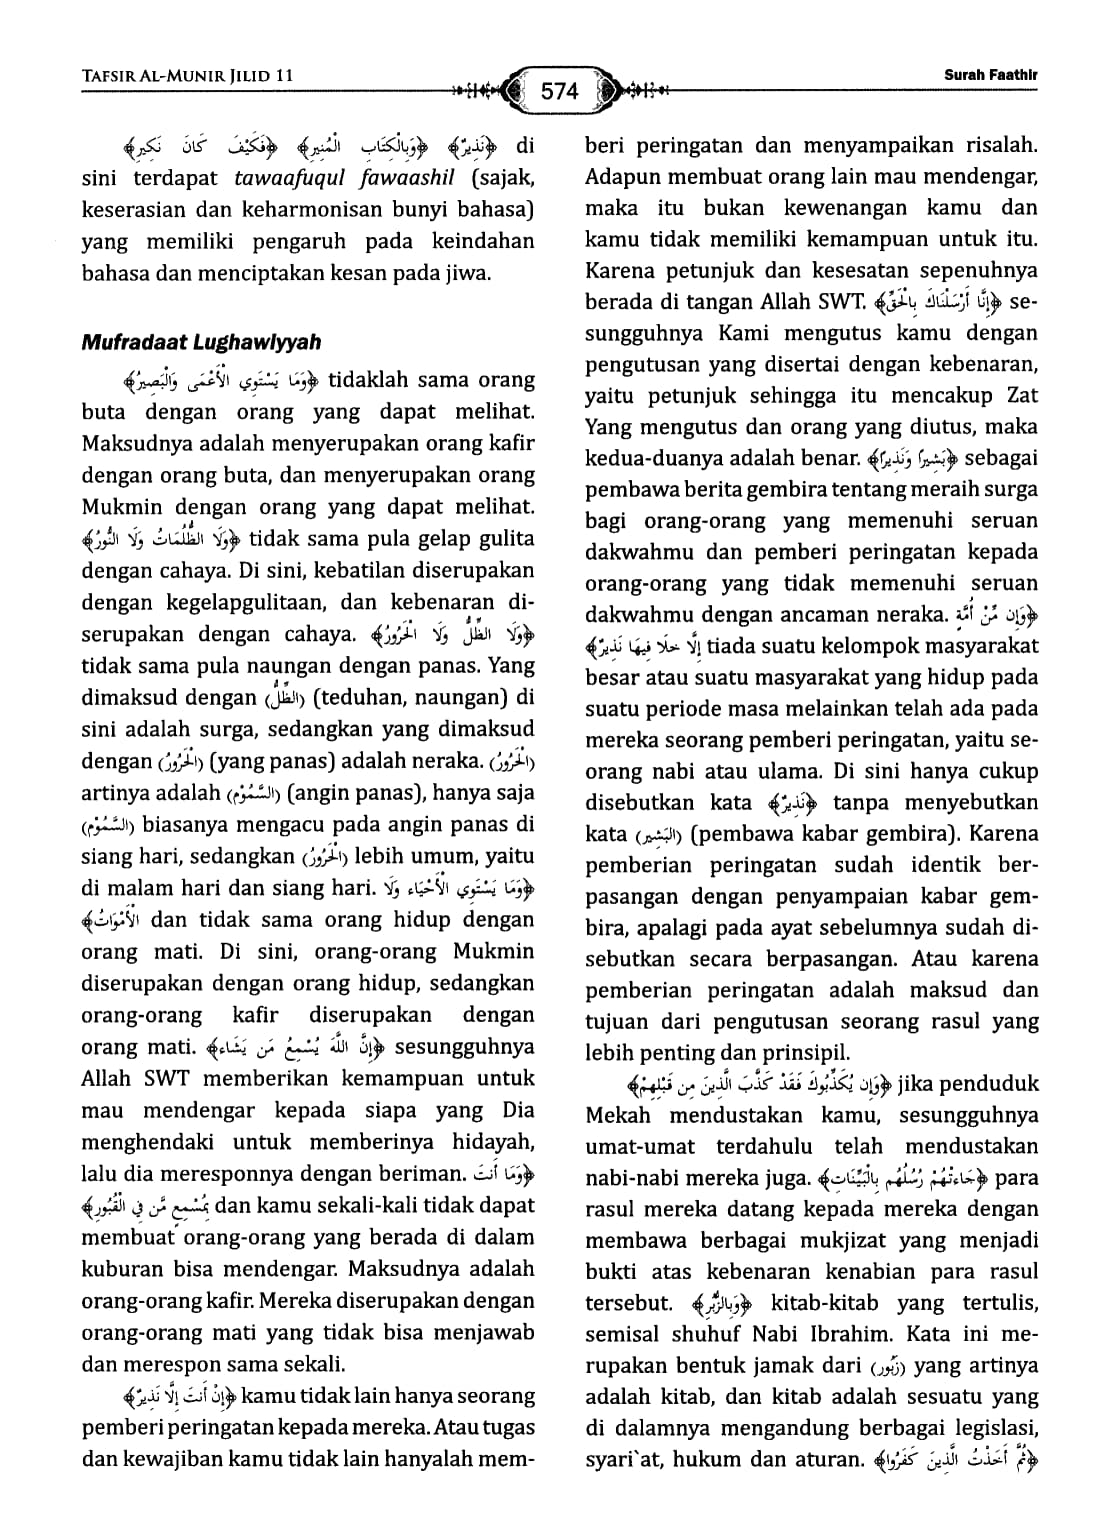 TAFSIR AL-MUNIR JILID 11
574
Surah Faathir
﴿نَذِيرٌ﴾ ﴿وَبِالْكِتَابِ الْمُنِيرِ﴾ ﴿فَكَيْفَ كَانَ نَكِيرِ﴾ di
sini terdapat tawaafuqul fawaashil (sajak,
keserasian dan keharmonisan bunyi bahasa)
yang memiliki pengaruh pada keindahan
bahasa dan menciptakan kesan pada jiwa.
Mufradaat Lughawiyyah
﴿وَمَا يَسْتَوِي الْأَعْمَى وَالْبَصِيرُ﴾ tidaklah sama orang
buta dengan orang yang dapat melihat.
Maksudnya adalah menyerupakan orang kafir
dengan orang buta, dan menyerupakan orang
Mukmin dengan orang yang dapat melihat.
﴿وَلَا الظُّلُمَاتُ وَلَا النُّورُ﴾ tidak sama pula gelap gulita
dengan cahaya. Di sini, kebatilan diserupakan
dengan kegelapgulitaan, dan kebenaran di-
serupakan dengan cahaya. ﴿وَلَا الظِّلُّ وَلَا الْحَرُورُ﴾
tidak sama pula naungan dengan panas. Yang
dimaksud dengan (الظِّلُّ) (teduhan, naungan) di
sini adalah surga, sedangkan yang dimaksud
dengan (الْحَرُورُ) (yang panas) adalah neraka. (الْحَرُورُ)
artinya adalah (السَّمُوْم) (angin panas), hanya saja
(السَّمُوْم) biasanya mengacu pada angin panas di
siang hari, sedangkan (الْحَرُورُ) lebih umum, yaitu
di malam hari dan siang hari. ﴿وَمَا يَسْتَوِي الْأَحْيَاء وَلَا
الْأَمْوَاتُ﴾ dan tidak sama orang hidup dengan
orang mati. Di sini, orang-orang Mukmin
diserupakan dengan orang hidup, sedangkan
orang-orang kafir diserupakan dengan
orang mati. ﴿إِنَّ اللَّهَ يُسْمِعُ مَن يَشَاء﴾ sesungguhnya
Allah SWT memberikan kemampuan untuk
mau mendengar kepada siapa yang Dia
menghendaki untuk memberinya hidayah,
lalu dia meresponnya dengan beriman. ﴿وَمَا أَنتَ
بِمُسْمِعٍ مَّن فِي الْقُبُورِ﴾ dan kamu sekali-kali tidak dapat
membuat orang-orang yang berada di dalam
kuburan bisa mendengar. Maksudnya adalah
orang-orang kafir. Mereka diserupakan dengan
orang-orang mati yang tidak bisa menjawab
dan merespon sama sekali.
﴿إِنْ أَنتَ إِلَّا نَذِيرٌ﴾ kamu tidak lain hanya seorang
pemberi peringatan kepada mereka. Atau tugas
dan kewajiban kamu tidak lain hanyalah mem-
beri peringatan dan menyampaikan risalah.
Adapun membuat orang lain mau mendengar,
maka itu bukan kewenangan kamu dan
kamu tidak memiliki kemampuan untuk itu.
Karena petunjuk dan kesesatan sepenuhnya
berada di tangan Allah SWT. ﴿إِنَّا أَرْسَلْنَاكَ بِالْحَقِّ﴾ se-
sungguhnya Kami mengutus kamu dengan
pengutusan yang disertai dengan kebenaran,
yaitu petunjuk sehingga itu mencakup Zat
Yang mengutus dan orang yang diutus, maka
kedua-duanya adalah benar. ﴿بَشِيرًا وَنَذِيرًا﴾ sebagai
pembawa berita gembira tentang meraih surga
bagi orang-orang yang memenuhi seruan
dakwahmu dan pemberi peringatan kepada
orang-orang yang tidak memenuhi seruan
dakwahmu dengan ancaman neraka. ﴿وَإِن مِّنْ أُمَّةٍ
إِلَّا خلَا فِيهَا نَذِيرٌ﴾ tiada suatu kelompok masyarakat
besar atau suatu masyarakat yang hidup pada
suatu periode masa melainkan telah ada pada
mereka seorang pemberi peringatan, yaitu se-
orang nabi atau ulama. Di sini hanya cukup
disebutkan kata ﴿نَذِيرٌ﴾ tanpa menyebutkan
kata (البَشِير) (pembawa kabar gembira). Karena
pemberian peringatan sudah identik ber-
pasangan dengan penyampaian kabar gem-
bira, apalagi pada ayat sebelumnya sudah di-
sebutkan secara berpasangan. Atau karena
pemberian peringatan adalah maksud dan
tujuan dari pengutusan seorang rasul yang
lebih penting dan prinsipil.
﴿وَإِن يُكَذِّبُوكَ فَقَدْ كَذَّبَ الَّذِينَ مِن قَبْلِهِمْ﴾ jika penduduk
Mekah mendustakan kamu, sesungguhnya
umat-umat terdahulu telah mendustakan
nabi-nabi mereka juga. ﴿جَاءتْهُمْ رُسُلُهُم بِالْبَيِّنَاتِ﴾ para
rasul mereka datang kepada mereka dengan
membawa berbagai mukjizat yang menjadi
bukti atas kebenaran kenabian para rasul
tersebut. ﴿وَبِالزُّبُرِ﴾ kitab-kitab yang tertulis,
semisal shuhuf Nabi Ibrahim. Kata ini me-
rupakan bentuk jamak dari (زَبُور) yang artinya
adalah kitab, dan kitab adalah sesuatu yang
di dalamnya mengandung berbagai legislasi,
syari`at, hukum dan aturan. ﴿ثُمَّ أَخَذْتُ الَّذِينَ كَفَرُوا﴾